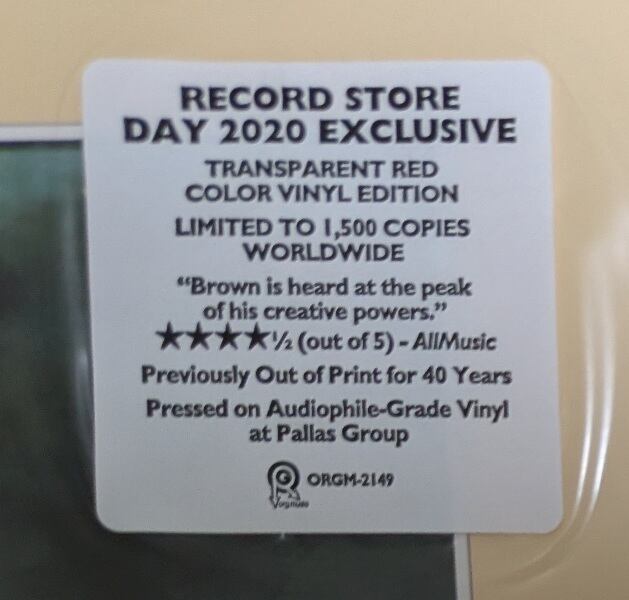 RECORD STORE
DAY 2020 EXCLUSIVE
TRANSPARENT RED
COLOR VINYL EDITION
LIMITED TO 1,500 COPIES
WORLDWIDE
“Brown is heard at the peak
of his creative powers.”
★★★★½ (out of 5) - AllMusic
Previously Out of Print for 40 Years
Pressed on Audiophile-Grade Vinyl
at Pallas Group
ORGM-2149
orgmusic